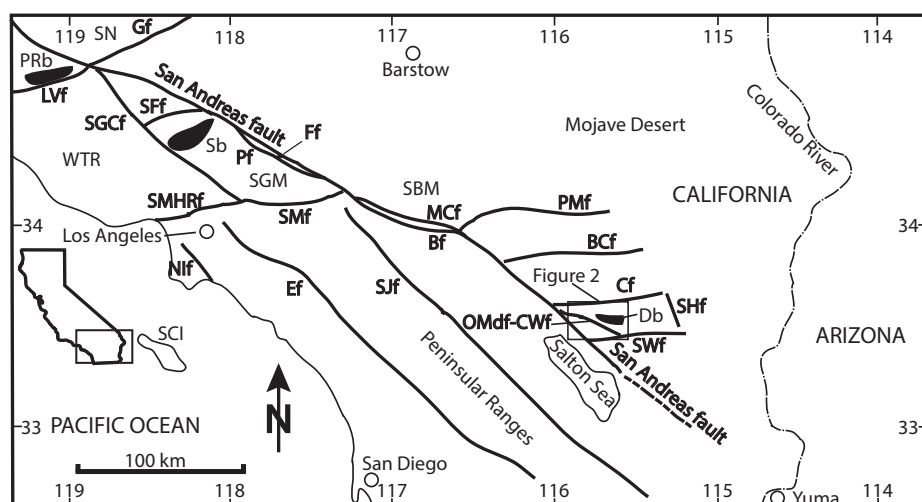 119 SN Gf 118 117 116 115 114
PRb
Barstow
LVf
San Andreas fault
SFf
SGCf
Ff
Sb
Pf
Mojave Desert
Colorado River
WTR
SGM
SBM
CALIFORNIA
SMHRf
SMf
MCf
PMf
34
34
Los Angeles
Bf
BCf
NIf
Ef
SJf
Figure 2
Cf
SHf
OMdf-CWf
Db
SCI
ARIZONA
SWf
Salton Sea
San Andreas fault
Peninsular Ranges
N
33
PACIFIC OCEAN
33
100 km
San Diego
119 118 117 116 115 Yuma 114